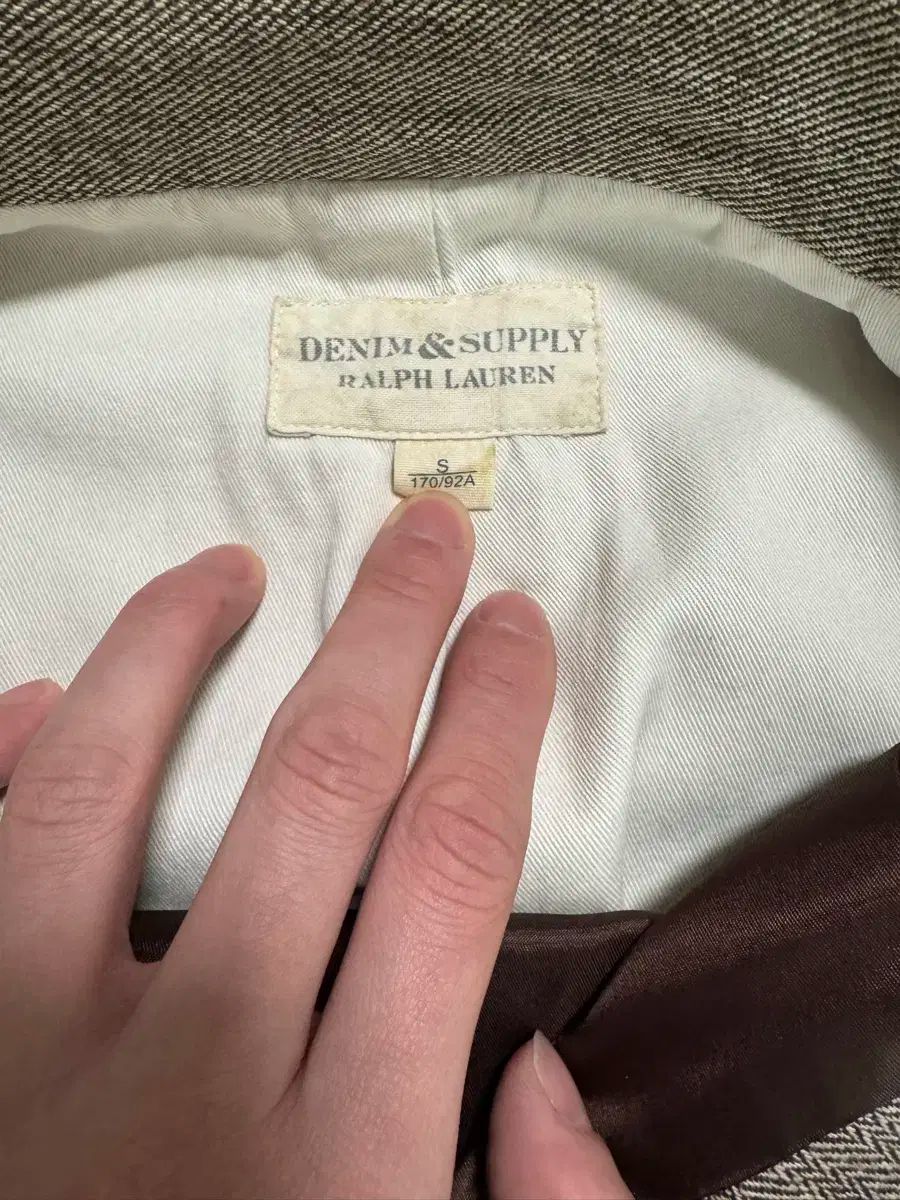 DENIM & SUPPLY
RALPH LAUREN
S
170/92A